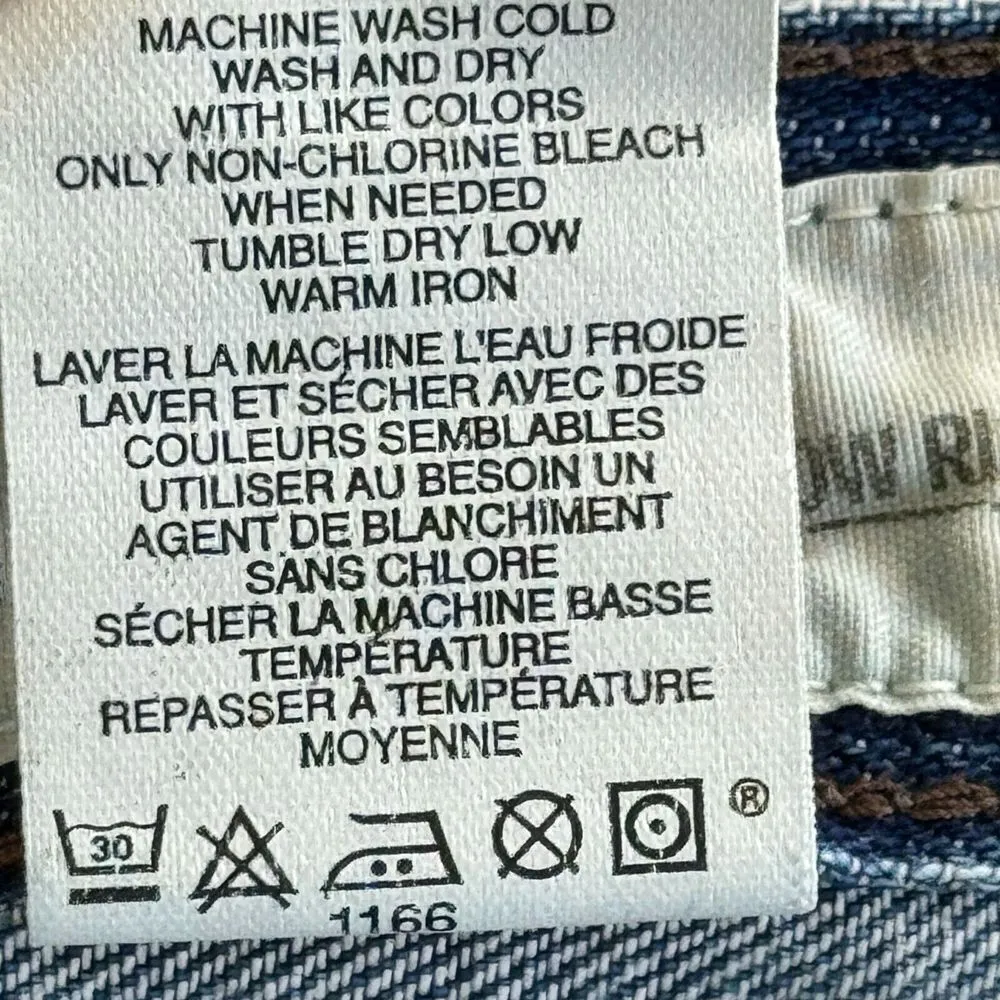 MACHINE WASH COLD
WASH AND DRY
WITH LIKE COLORS
ONLY NON-CHLORINE BLEACH
WHEN NEEDED
TUMBLE DRY LOW
WARM IRON
LAVER LA MACHINE L'EAU FROIDE
LAVER ET SÉCHER AVEC DES
COULEURS SEMBLABLES
UTILISER AU BESOIN UN
AGENT DE BLANCHIMENT
SANS CHLORE
SÉCHER LA MACHINE BASSE
TEMPÉRATURE
REPASSER À TEMPÉRATURE
MOYENNE
30
®
1166